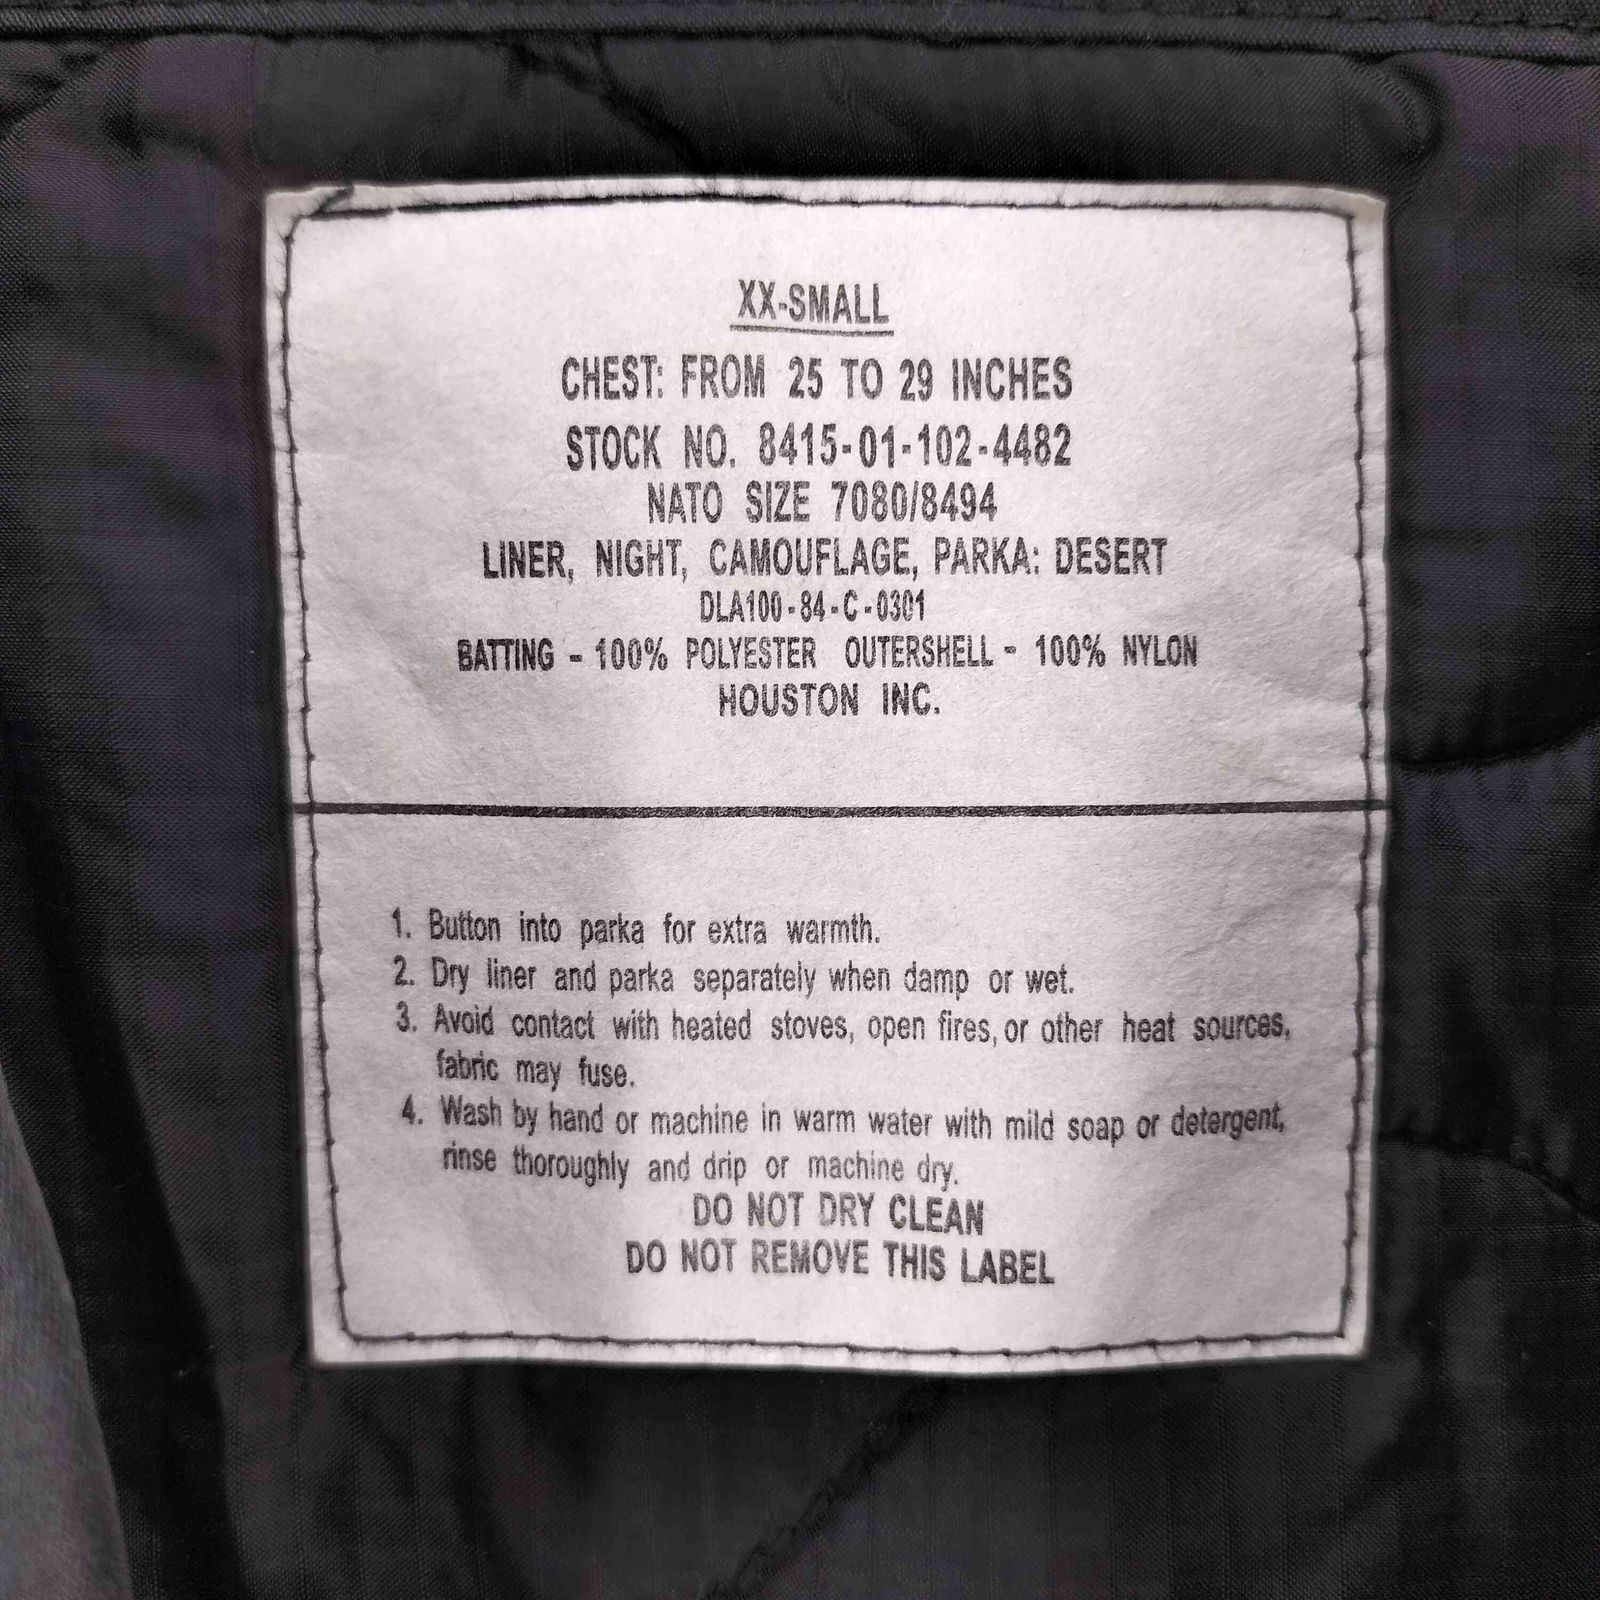 XX-SMALL
CHEST: FROM 25 TO 29 INCHES
STOCK NO. 8415-01-102-4482
NATO SIZE 7080/8494
LINER, NIGHT, CAMOUFLAGE, PARKA: DESERT
DLA100-84-C-0301
BATTING - 100% POLYESTER OUTERSHELL - 100% NYLON
HOUSTON INC.
1. Button into parka for extra warmth.
2. Dry liner and parka separately when damp or wet.
3. Avoid contact with heated stoves, open fires, or other heat sources,
fabric may fuse.
4. Wash by hand or machine in warm water with mild soap or detergent,
rinse thoroughly and drip or machine dry.
DO NOT DRY CLEAN
DO NOT REMOVE THIS LABEL